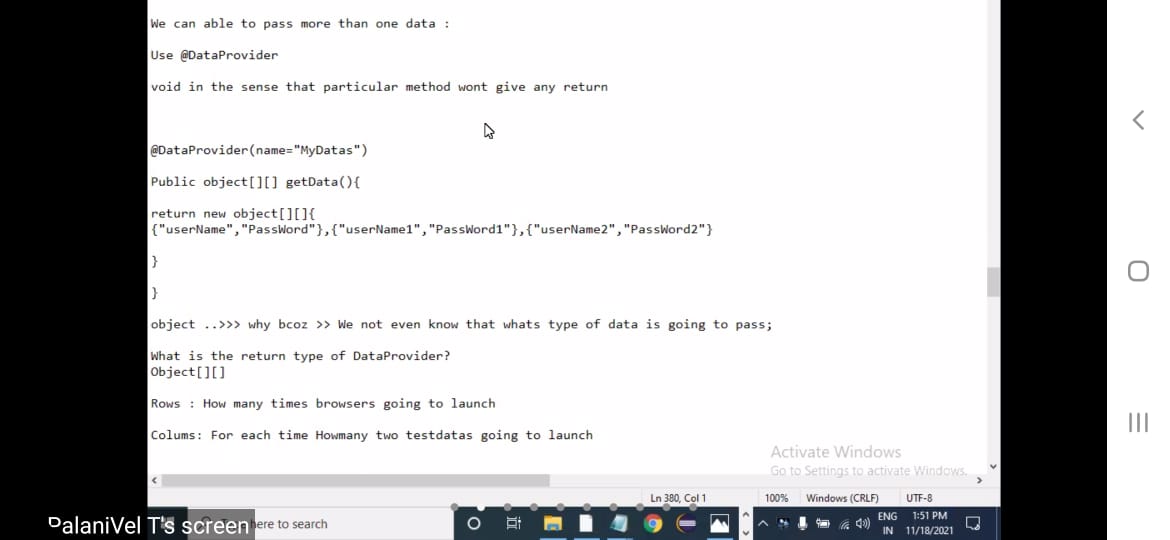 We can able to pass more than one data :
Use @DataProvider
void in the sense that particular method wont give any return
@DataProvider(name="MyDatas")
Public object[][] getData(){
return new object[][]{
{"userName","PassWord"},{"userName1","PassWord1"},{"userName2","PassWord2"}
}
}
object ..>>> why bcoz >> We not even know that whats type of data is going to pass;
What is the return type of DataProvider?
Object[][]
Rows : How many times browsers going to launch
Colums: For each time Howmany two testdatas going to launch
Activate Windows
Go to Settings to activate Windows.
Ln 380, Col 1
100%
Windows (CRLF)
UTF-8
PalaniVel T's screen
here to search
ENG
IN
1:51 PM
11/18/2021